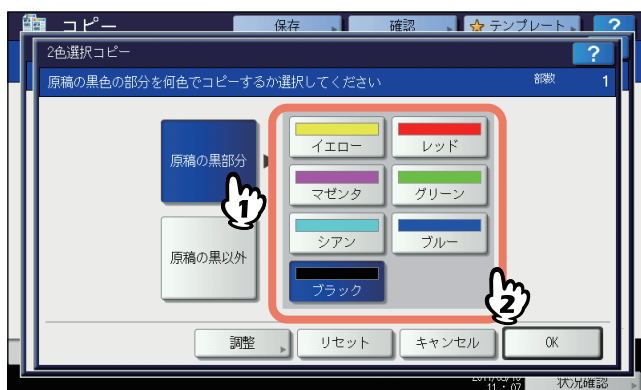 コピー 保存 確認 テンプレート ?
2色選択コピー ?
原稿の黒色の部分を何色でコピーするか選択してください 部数 1
原稿の黒部分
1
原稿の黒以外
イエロー レッド
マゼンタ グリーン
シアン ブルー
ブラック
2
調整 リセット キャンセル OK
11:07 状況確認